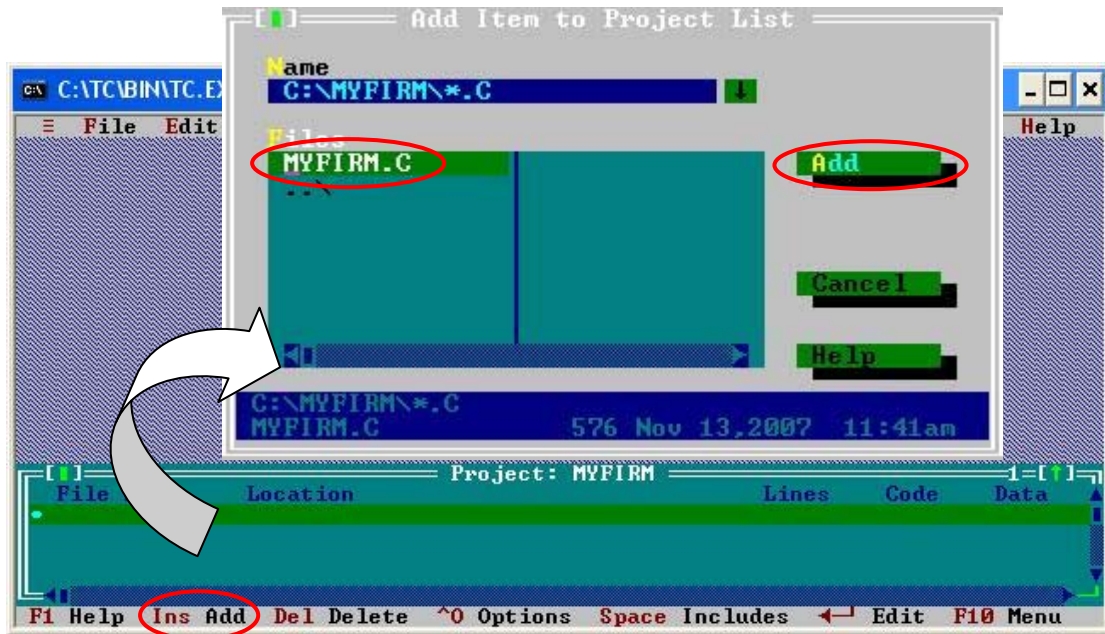 [▮] Add Item to Project List
Name
C:\MYFIRM\*.C
Files
MYFIRM.C
..\
Add
Cancel
Help
C:\MYFIRM\*.C
MYFIRM.C 576 Nov 13,2007 11:41am
C:\TC\BIN\TC.E
≡ File Edit Help
[▮] Project: MYFIRM 1=[↑]
File Location Lines Code Data
F1 Help Ins Add Del Delete ^O Options Space Includes ←┘ Edit F10 Menu